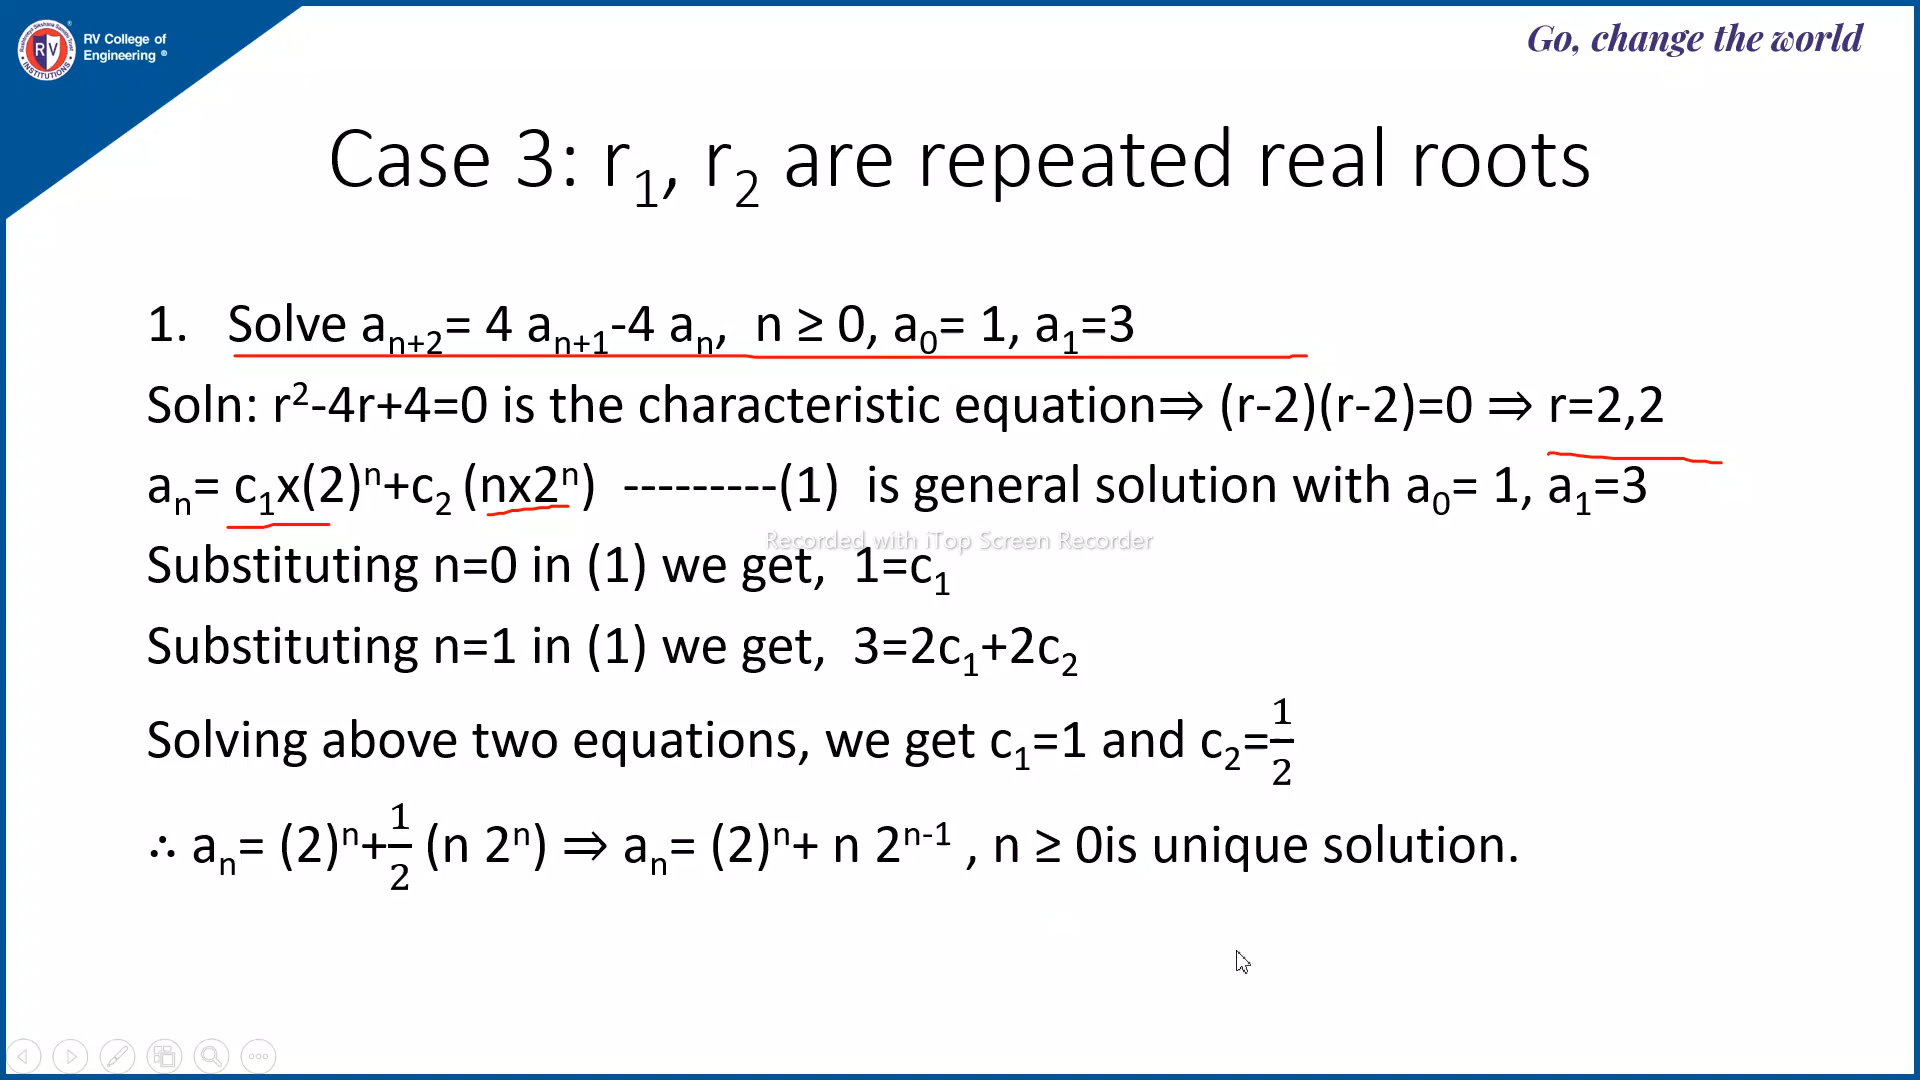 RV College of
Engineering ®
Go, change the world
RV
INSTITUTIONS
Case 3: r₁, r₂ are repeated real roots
1. Solve aₙ₊₂= 4 aₙ₊₁-4 aₙ, n ≥ 0, a₀= 1, a₁=3
Soln: r²-4r+4=0 is the characteristic equation⇒ (r-2)(r-2)=0 ⇒ r=2,2
aₙ= c₁x(2)ⁿ+c₂ (nx2ⁿ) ---------(1) is general solution with a₀= 1, a₁=3
Recorded with iTop Screen Recorder
Substituting n=0 in (1) we get, 1=c₁
Substituting n=1 in (1) we get, 3=2c₁+2c₂
Solving above two equations, we get c₁=1 and c₂=1/2
∴ aₙ= (2)ⁿ+1/2 (n 2ⁿ) ⇒ aₙ= (2)ⁿ+ n 2ⁿ⁻¹ , n ≥ 0is unique solution.